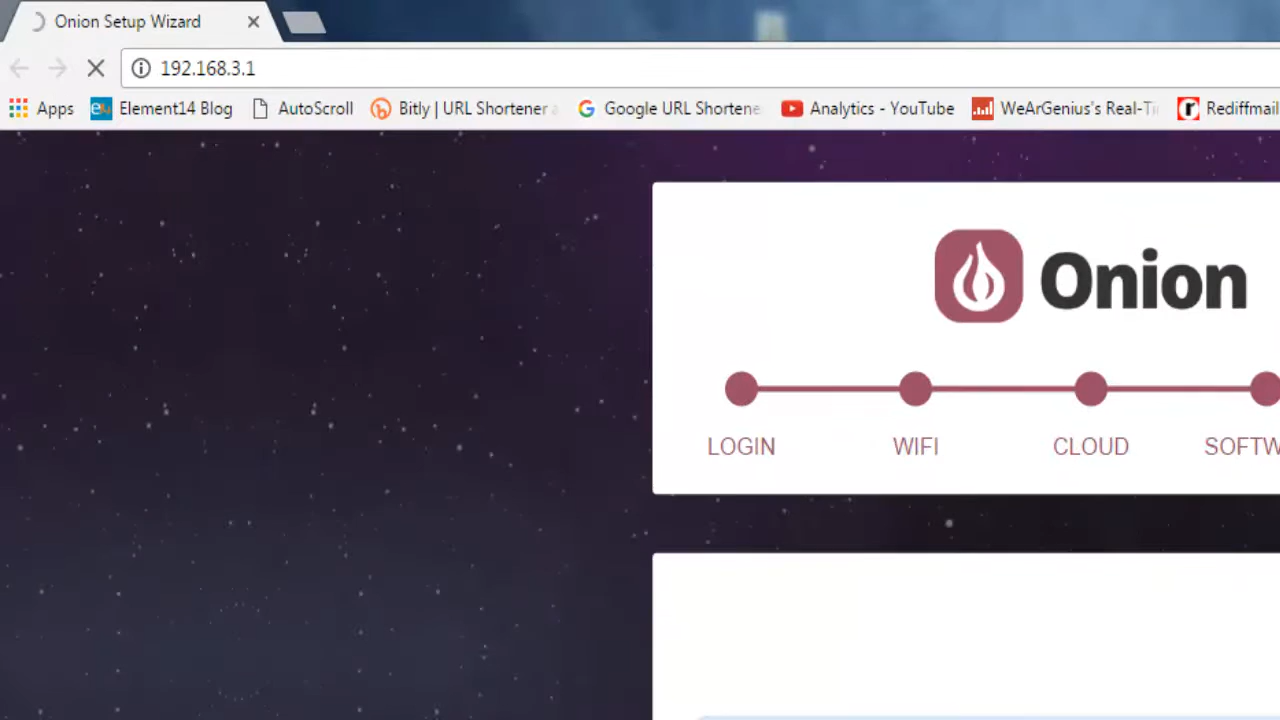 Onion Setup Wizard
192.168.3.1
Apps Element14 Blog AutoScroll Bitly | URL Shortener Google URL Shortene Analytics - YouTube WeArGenius's Real-Ti Rediffmail
Onion
LOGIN WIFI CLOUD SOFTW